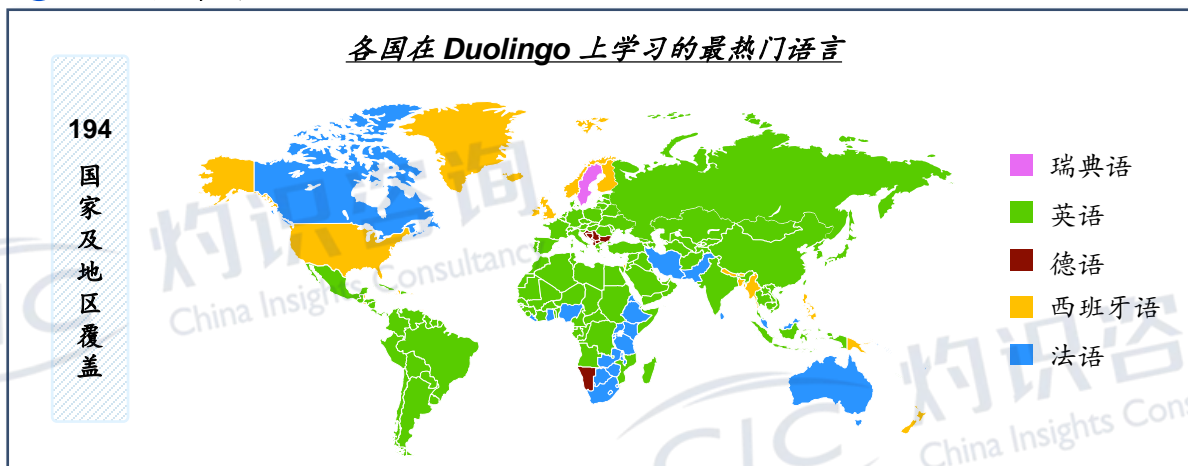 各国在 Duolingo 上学习的最热门语言
194
国
家
及
地
区
覆
盖
瑞典语
英语
德语
西班牙语
法语
灼识咨询
China Insights Consultancy
CIC
灼识咨
China Insights Cons